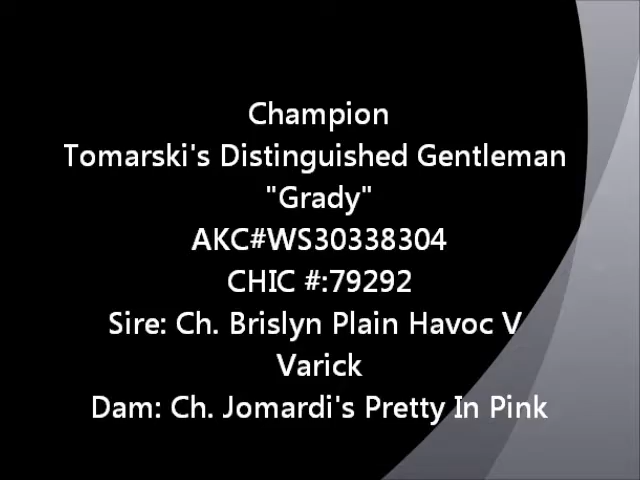 Champion
Tomarski's Distinguished Gentleman
"Grady"
AKC#WS30338304
CHIC #:79292
Sire: Ch. Brislyn Plain Havoc V
Varick
Dam: Ch. Jomardi's Pretty In Pink